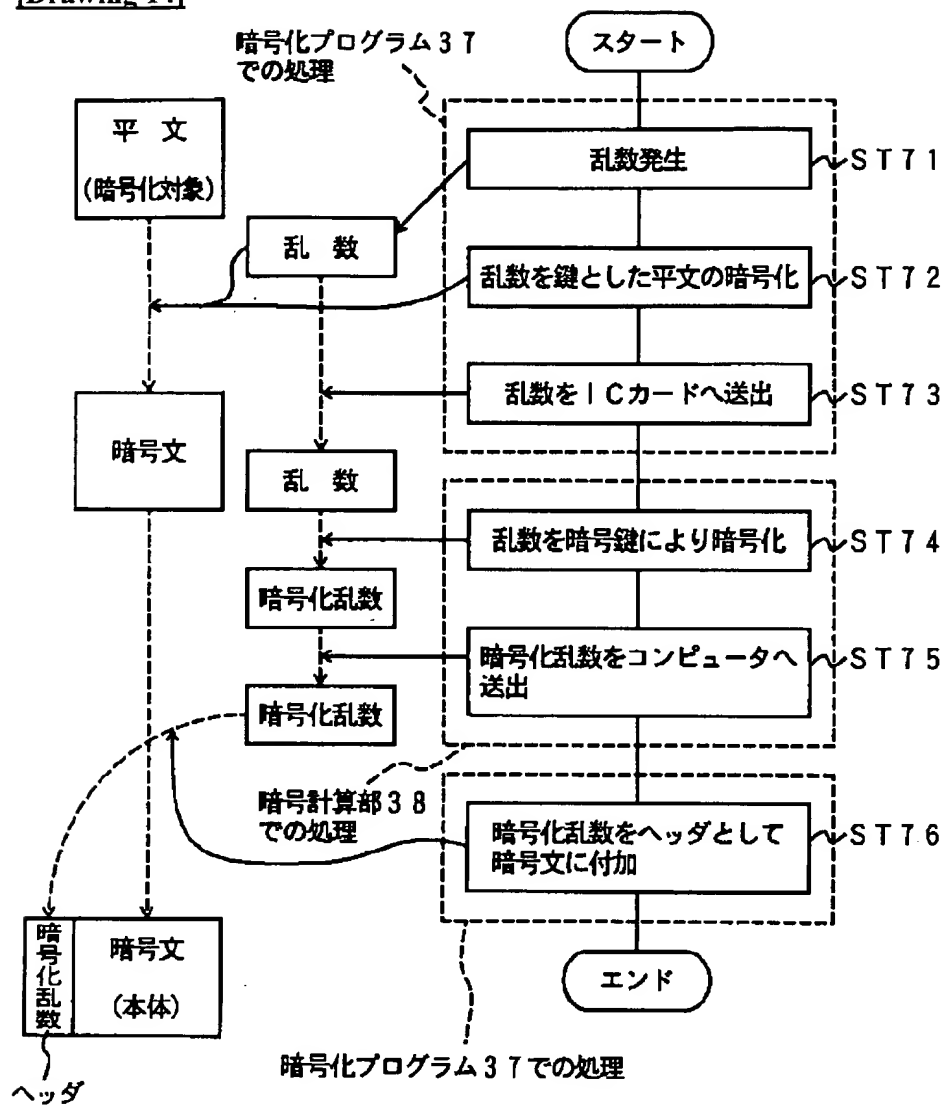 スタート
暗号化プログラム37
での処理
平 文
(暗号化対象)
乱数発生
ST71
乱 数
乱数を鍵とした平文の暗号化
ST72
乱数をICカードへ送出
ST73
暗号文
乱 数
乱数を暗号鍵により暗号化
ST74
暗号化乱数
暗号化乱数をコンピュータへ
送出
ST75
暗号化乱数
暗号計算部38
での処理
暗号化乱数をヘッダとして
暗号文に付加
ST76
暗号化乱数
暗号文
(本体)
エンド
暗号化プログラム37での処理
ヘッダ